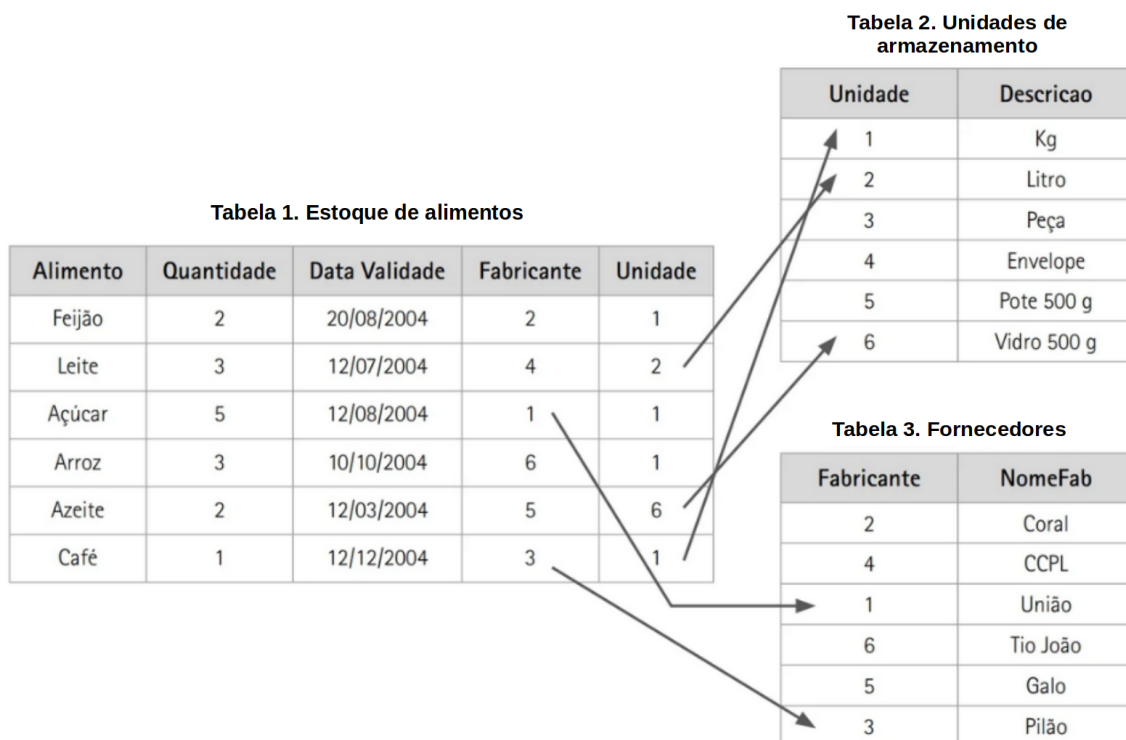 Tabela 2. Unidades de
armazenamento
Unidade Descricao
1 Kg
2 Litro
3 Peça
4 Envelope
5 Pote 500 g
6 Vidro 500 g
Tabela 1. Estoque de alimentos
Alimento Quantidade Data Validade Fabricante Unidade
Feijão 2 20/08/2004 2 1
Leite 3 12/07/2004 4 2
Açúcar 5 12/08/2004 1 1
Arroz 3 10/10/2004 6 1
Azeite 2 12/03/2004 5 6
Café 1 12/12/2004 3 1
Tabela 3. Fornecedores
Fabricante NomeFab
2 Coral
4 CCPL
1 União
6 Tio João
5 Galo
3 Pilão